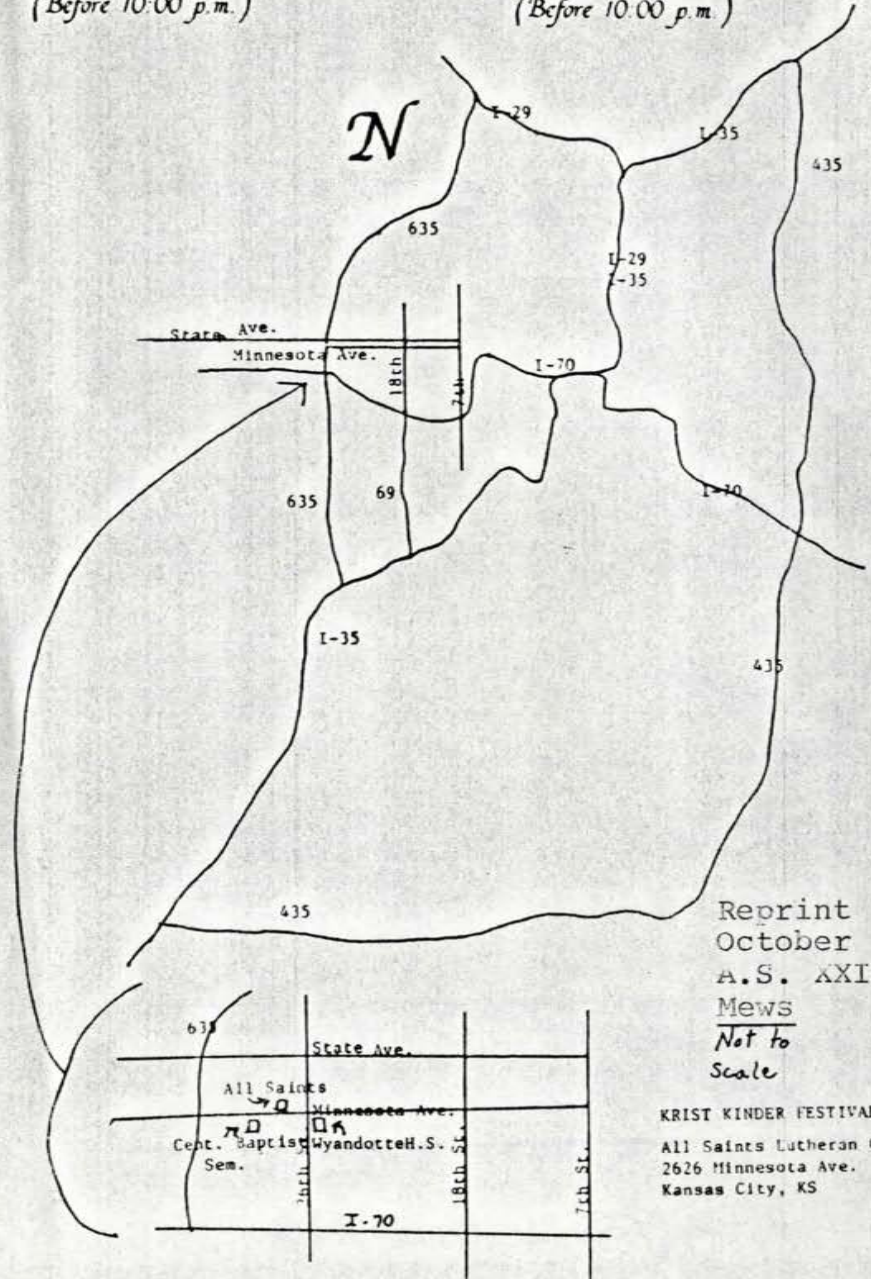 (Before 10:00 p.m.)
(Before 10:00 p.m.)
N
I-29
I-35
435
635
I-29
I-35
State Ave.
Minnesota Ave.
18th
7th
I-70
635
69
I-70
I-35
435
435
Reprint
October
A.S. XXI
Mews
Not to
Scale
635
State Ave.
All Saints
Minnesota Ave.
Cent. Baptist
Sem.
WyandotteH.S.
18th St.
7th St.
I-70
KRIST KINDER FESTIVAL
All Saints Lutheran
2626 Minnesota Ave.
Kansas City, KS